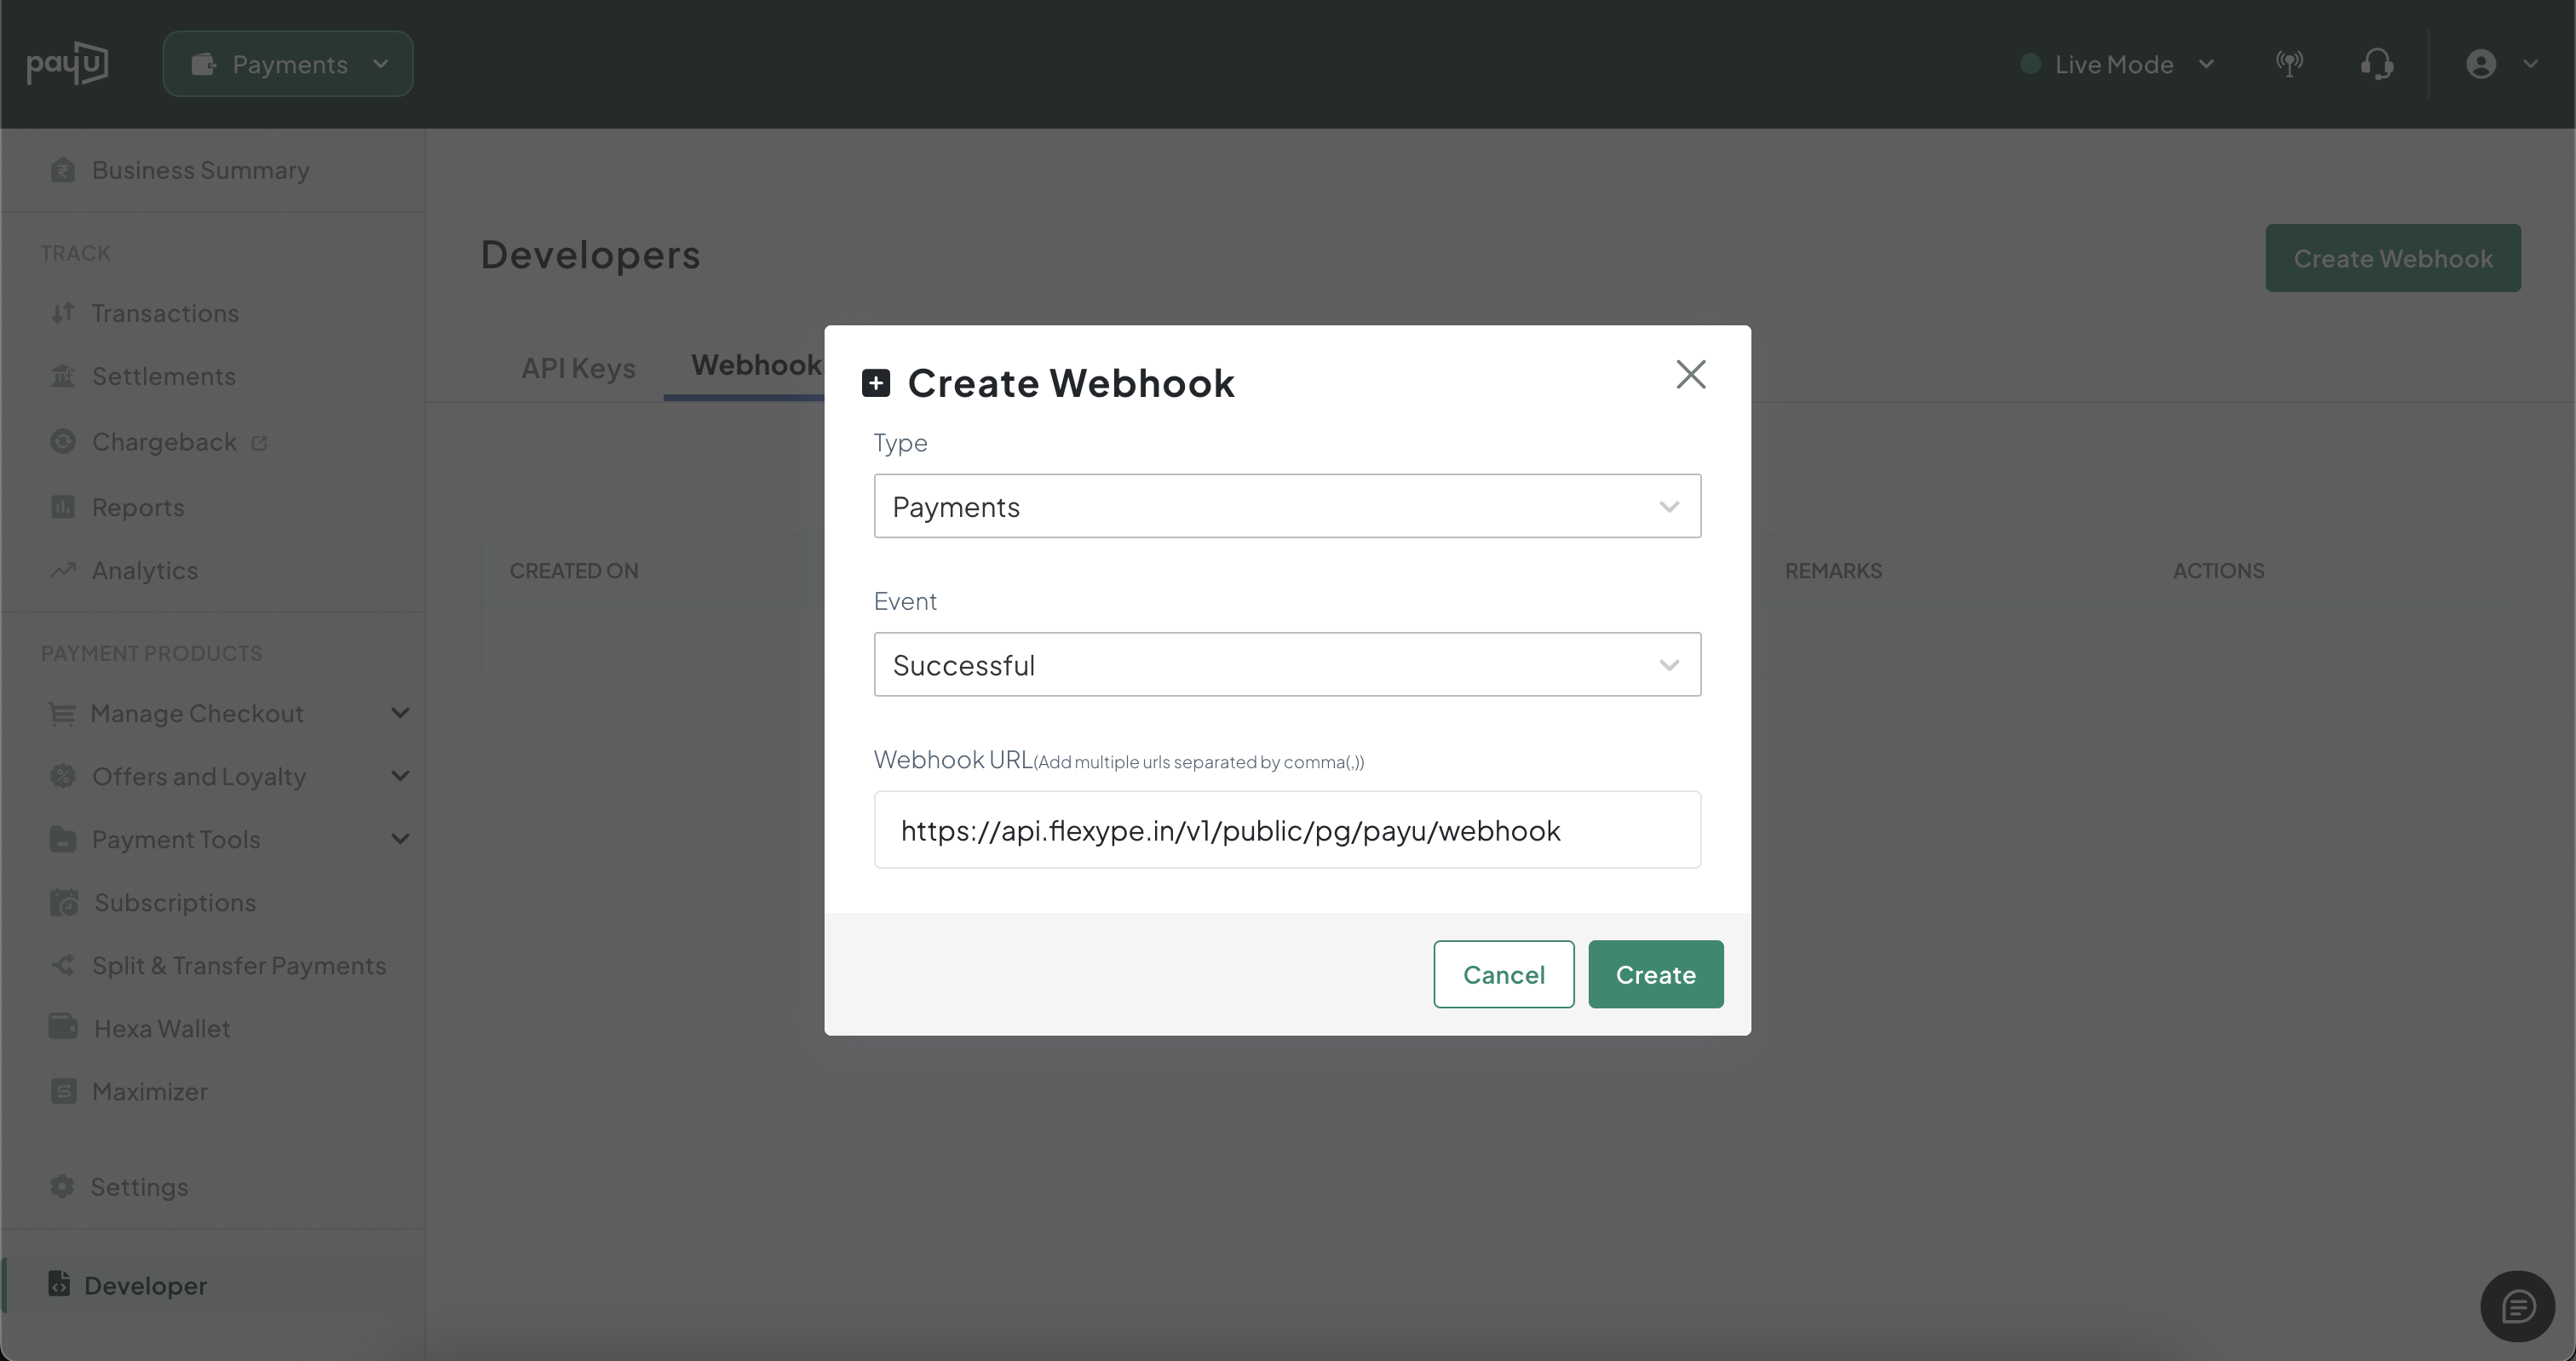 payu
Payments
Live Mode
Business Summary
TRACK
Transactions
Settlements
Chargeback
Reports
Analytics
PAYMENT PRODUCTS
Manage Checkout
Offers and Loyalty
Payment Tools
Subscriptions
Split & Transfer Payments
Hexa Wallet
Maximizer
Settings
Developer
Developers
Create Webhook
API Keys
Webhook
CREATED ON
REMARKS
ACTIONS
Create Webhook
Type
Payments
Event
Successful
Webhook URL(Add multiple urls separated by comma(,))
https://api.flexype.in/v1/public/pg/payu/webhook
Cancel
Create